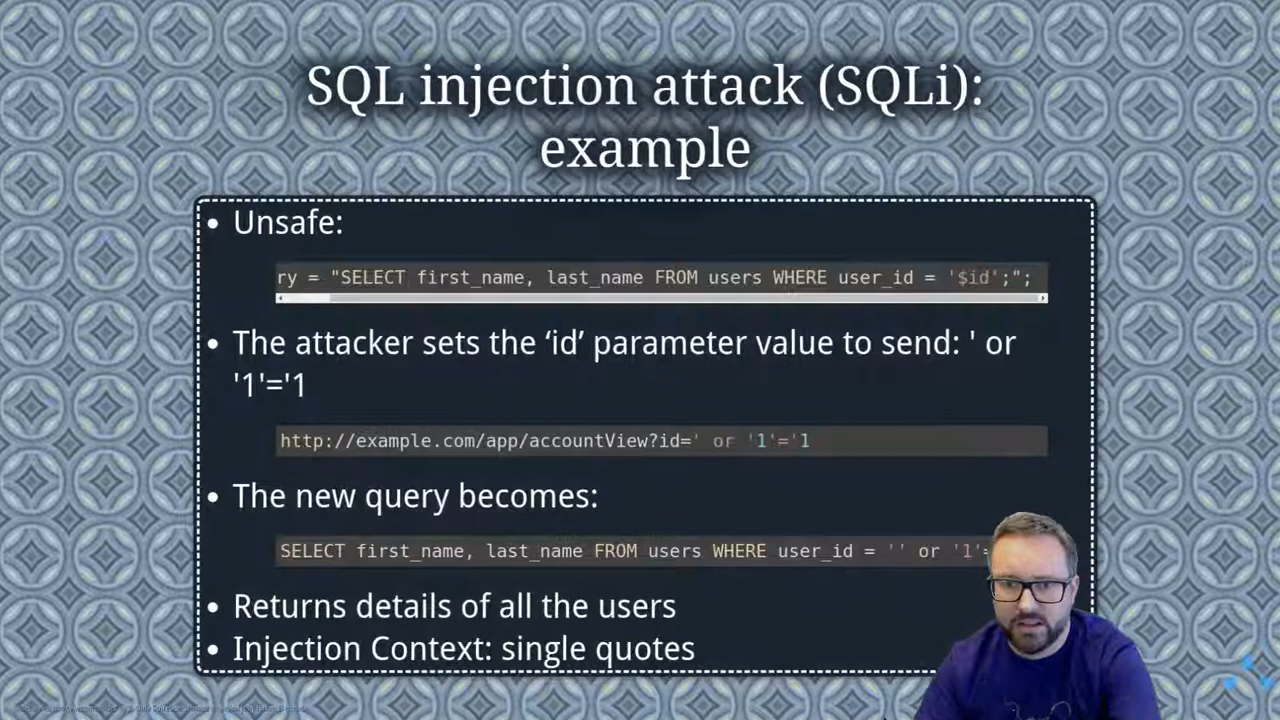 SQL injection attack (SQLi):
example
• Unsafe:
ry = "SELECT first_name, last_name FROM users WHERE user_id = '$id';";
• The attacker sets the ‘id’ parameter value to send: ' or
'1'='1
http://example.com/app/accountView?id=' or '1'='1
• The new query becomes:
SELECT first_name, last_name FROM users WHERE user_id = '' or '1'=
• Returns details of all the users
• Injection Context: single quotes